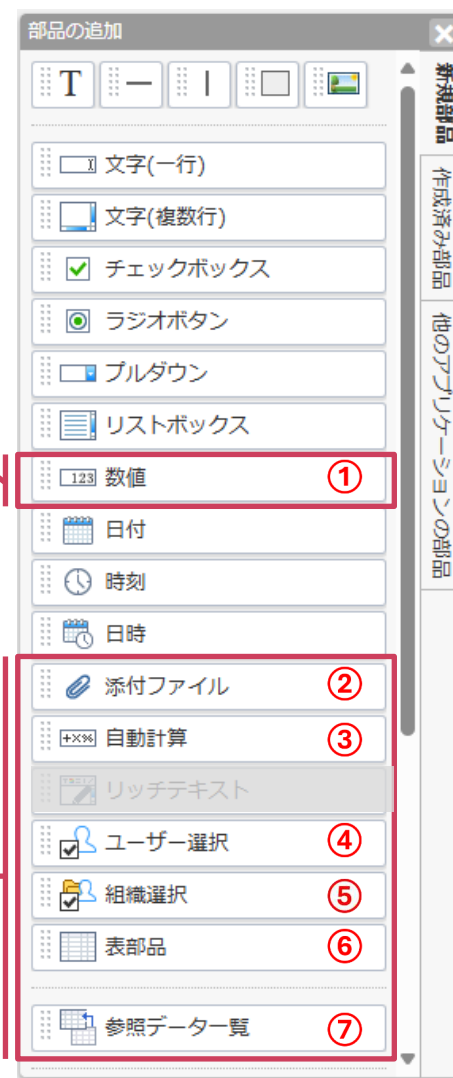 部品の追加
T
文字(一行)
文字(複数行)
チェックボックス
ラジオボタン
プルダウン
リストボックス
123 数値 ①
日付
時刻
日時
添付ファイル ②
+×% 自動計算 ③
リッチテキスト
ユーザー選択 ④
組織選択 ⑤
表部品 ⑥
参照データ一覧 ⑦
新規部品
作成済み部品
他のアプリケーションの部品